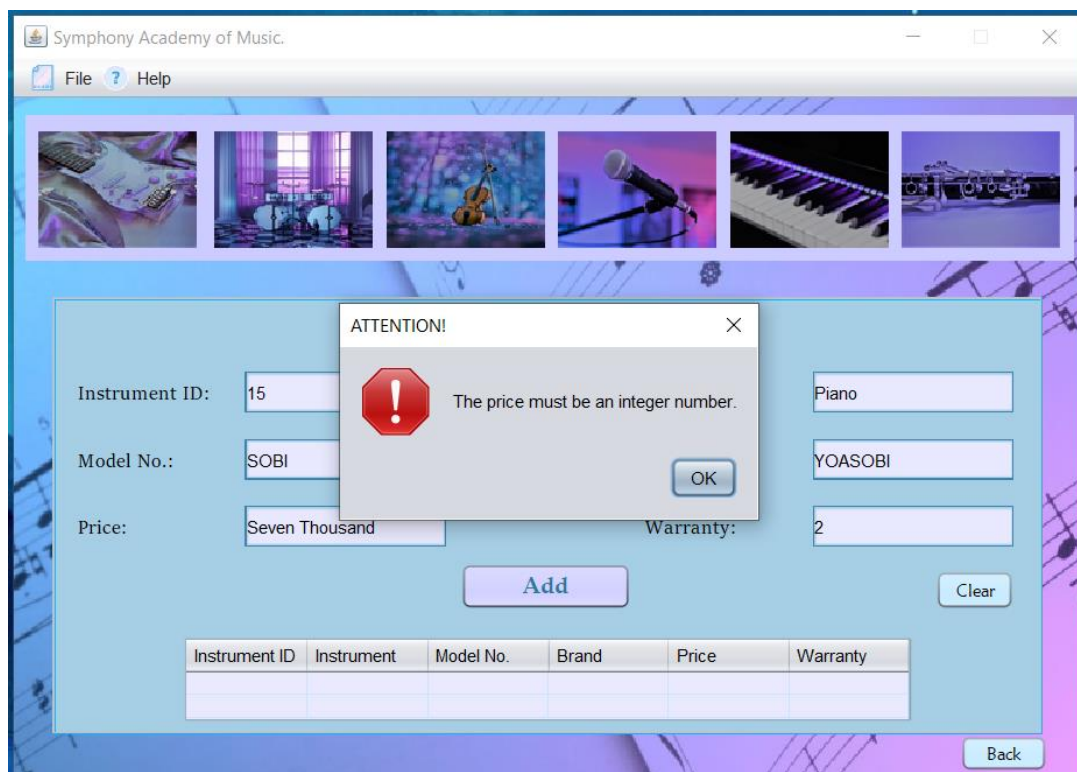 Symphony Academy of Music.
File ? Help
ATTENTION!
The price must be an integer number.
OK
Instrument ID: 15 Piano
Model No.: SOBI YOASOBI
Price: Seven Thousand Warranty: 2
Add
Clear
Instrument ID Instrument Model No. Brand Price Warranty
Back